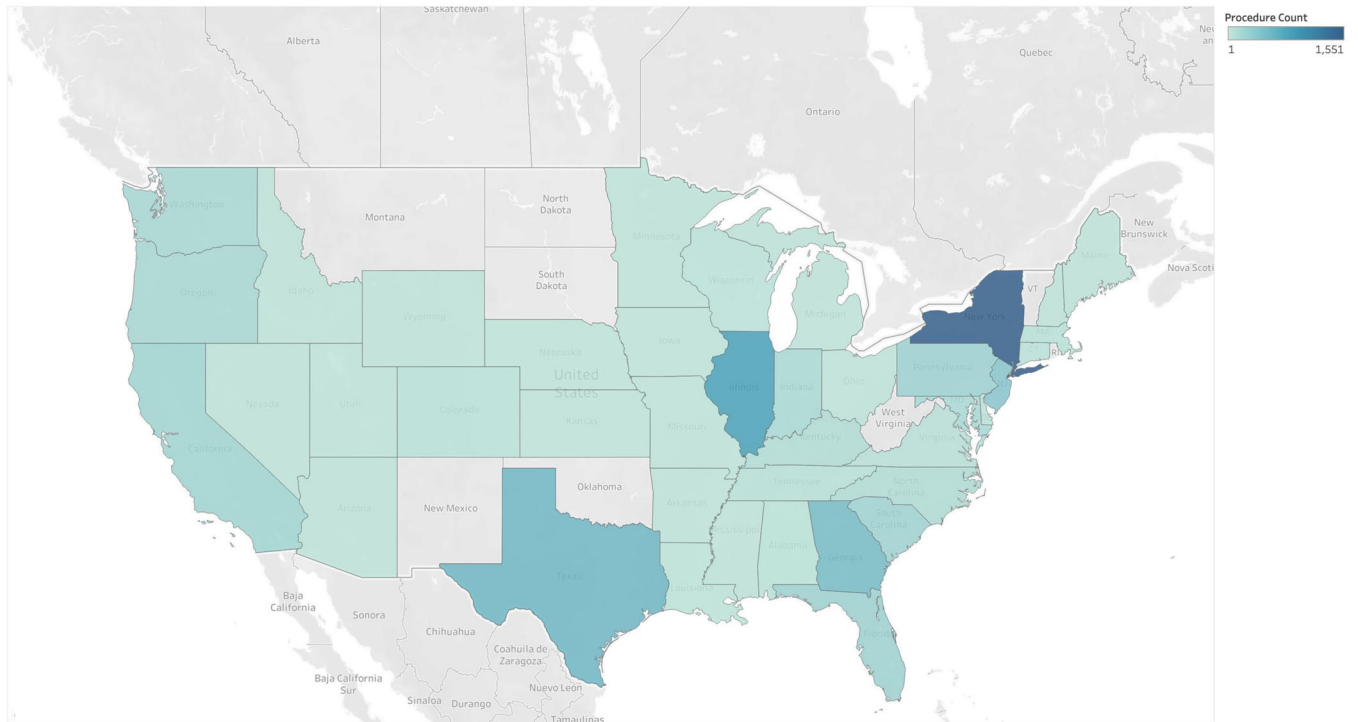 Saskatchewan
Alberta
Quebec
Ontario
New
Brunswick
Nova Scoti
Washington
Montana
North
Dakota
Minnesota
Oregon
Idaho
South
Dakota
Wyoming
Wisconsin
Michigan
Maine
VT
New York
Nebraska
Iowa
United
States
Nevada
Utah
Colorado
Kansas
Missouri
Illinois
Indiana
Ohio
Pennsylvania
RI
West
Virginia
Virginia
Kentucky
California
Arizona
New Mexico
Oklahoma
Arkansas
Tennessee
North
Carolina
South
Carolina
Mississippi
Alabama
Georgia
Texas
Louisiana
Florida
Baja
California
Sonora
Chihuahua
Coahuila de
Zaragoza
Baja California
Sur
Sinaloa
Durango
Nuevo León
Tamaulipas
Procedure Count
1 1,551